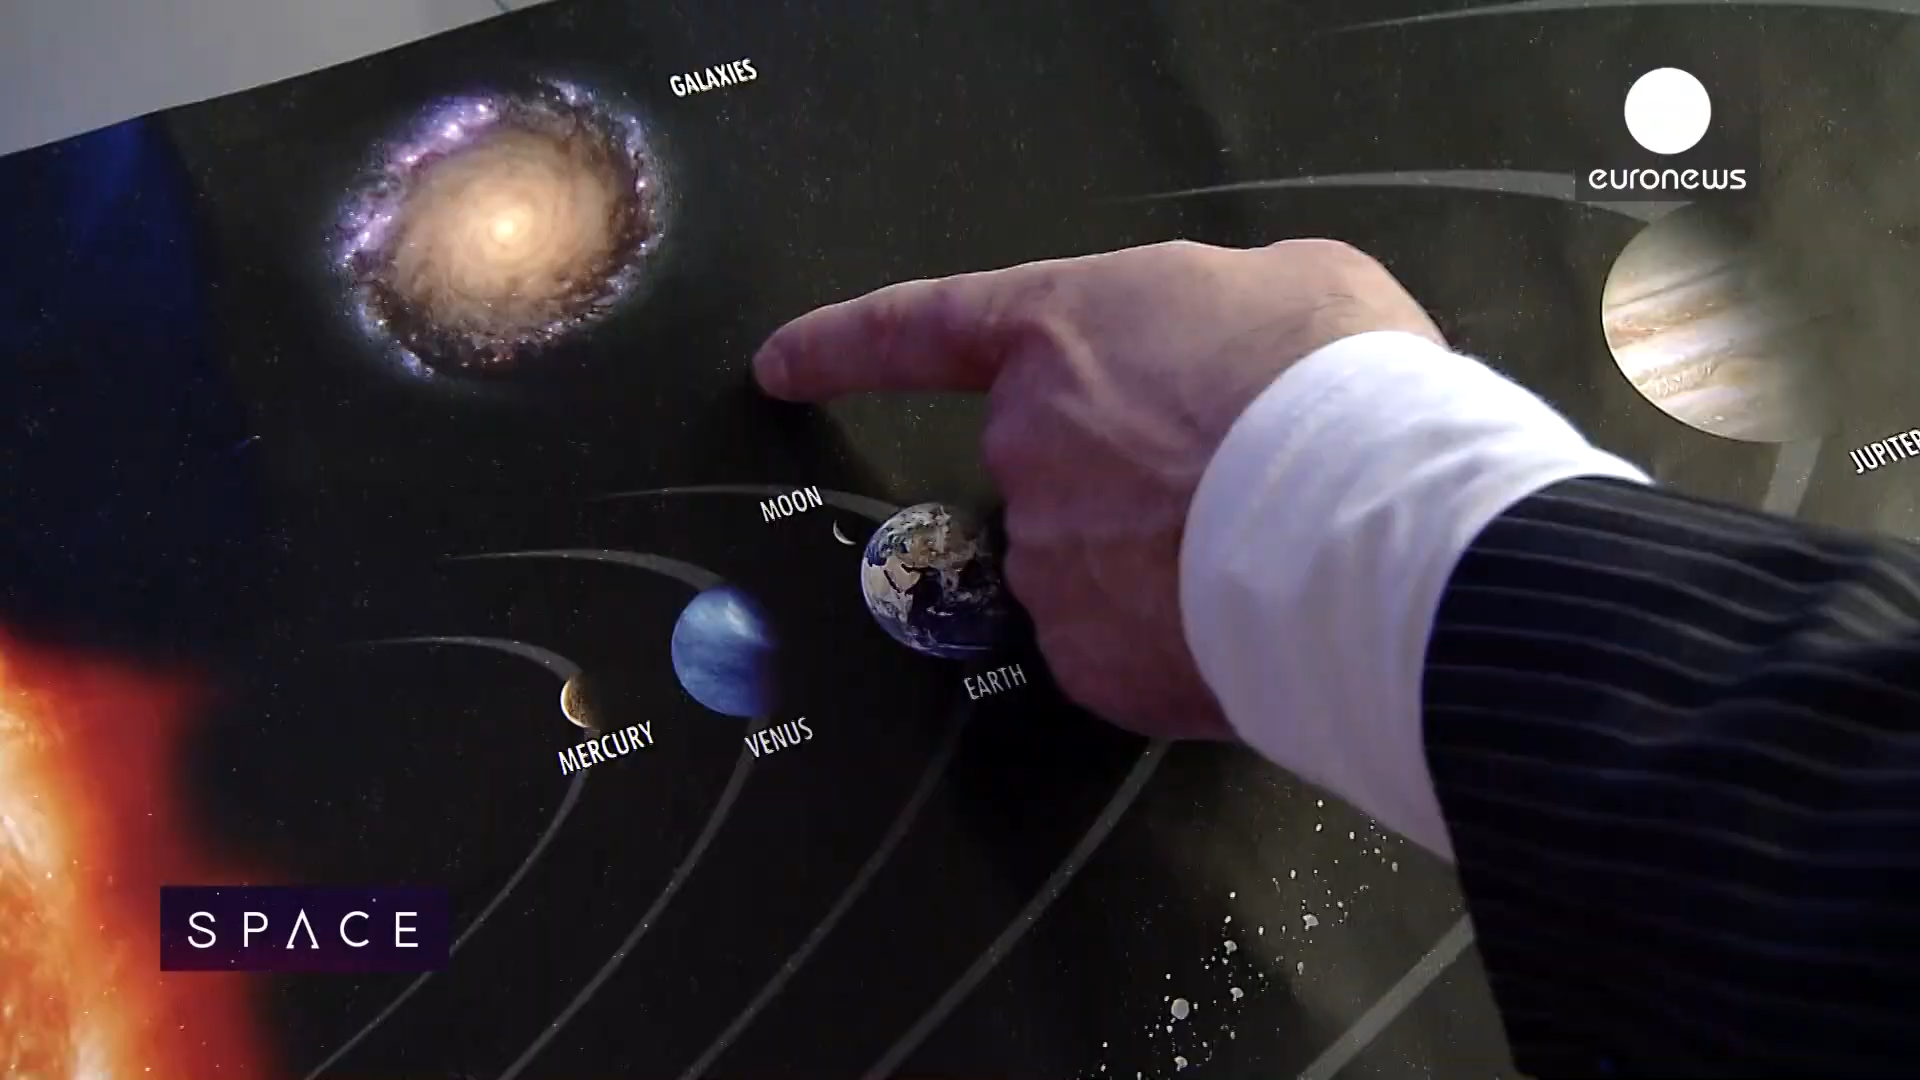 GALAXIES
euronews
JUPITER
MOON
EARTH
MERCURY
VENUS
SPACE